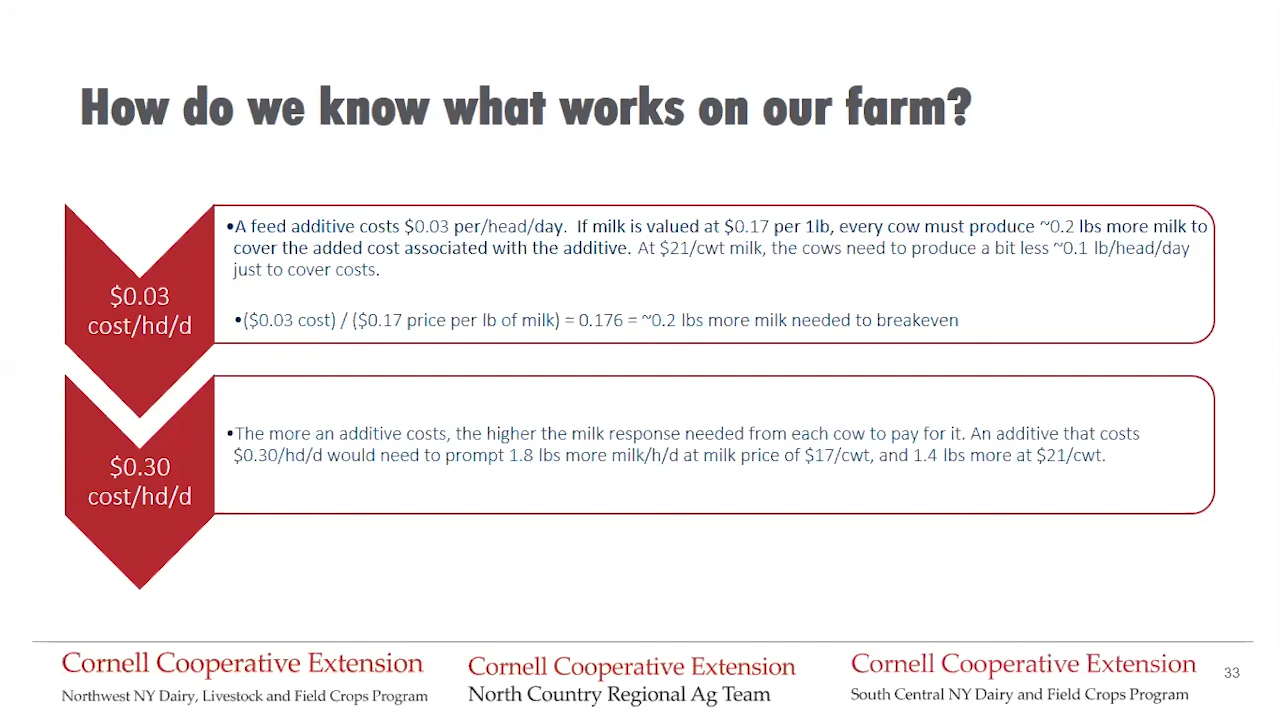 How do we know what works on our farm?
$0.03
cost/hd/d
•A feed additive costs $0.03 per/head/day.  If milk is valued at $0.17 per 1lb, every cow must produce ~0.2 lbs more milk to
cover the added cost associated with the additive. At $21/cwt milk, the cows need to produce a bit less ~0.1 lb/head/day
just to cover costs.
•($0.03 cost) / ($0.17 price per lb of milk) = 0.176 = ~0.2 lbs more milk needed to breakeven
$0.30
cost/hd/d
•The more an additive costs, the higher the milk response needed from each cow to pay for it. An additive that costs
$0.30/hd/d would need to prompt 1.8 lbs more milk/h/d at milk price of $17/cwt, and 1.4 lbs more at $21/cwt.
Cornell Cooperative Extension
Northwest NY Dairy, Livestock and Field Crops Program
Cornell Cooperative Extension
North Country Regional Ag Team
Cornell Cooperative Extension
South Central NY Dairy and Field Crops Program
33